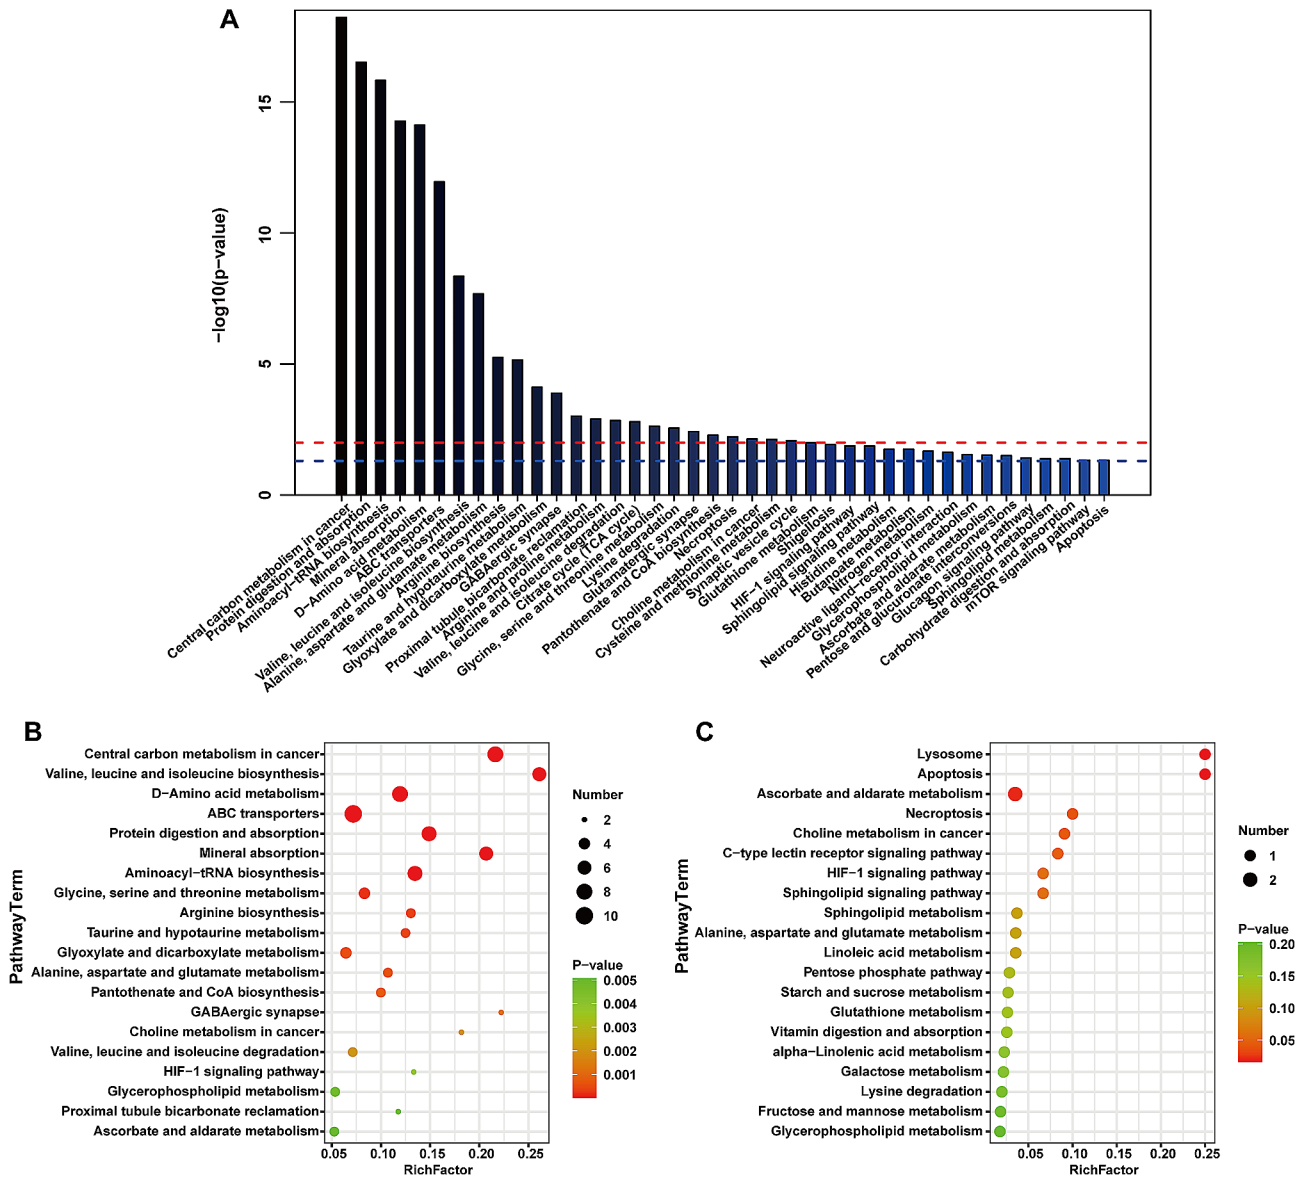 A
−log10(p−value)
15
10
5
0
Central carbon metabolism in cancer
Protein digestion and absorption
Aminoacyl−tRNA biosynthesis
Mineral absorption
D−Amino acid metabolism
ABC transporters
Valine, leucine and isoleucine biosynthesis
Alanine, aspartate and glutamate metabolism
Arginine biosynthesis
Taurine and hypotaurine metabolism
Glyoxylate and dicarboxylate metabolism
GABAergic synapse
Proximal tubule bicarbonate reclamation
Arginine and proline metabolism
Valine, leucine and isoleucine degradation
Citrate cycle (TCA cycle)
Glycine, serine and threonine metabolism
Lysine degradation
Glutamatergic synapse
Pantothenate and CoA biosynthesis
Necroptosis
Choline metabolism in cancer
Cysteine and methionine metabolism
Synaptic vesicle cycle
Glutathione metabolism
Shigellosis
HIF−1 signaling pathway
Sphingolipid signaling pathway
Histidine metabolism
Butanoate metabolism
Nitrogen metabolism
Neuroactive ligand−receptor interaction
Glycerophospholipid metabolism
Ascorbate and aldarate metabolism
Pentose and glucuronate interconversions
Glucagon signaling pathway
Sphingolipid metabolism
Carbohydrate digestion and absorption
mTOR signaling pathway
Apoptosis
B
PathwayTerm
Central carbon metabolism in cancer
Valine, leucine and isoleucine biosynthesis
D−Amino acid metabolism
ABC transporters
Protein digestion and absorption
Mineral absorption
Aminoacyl−tRNA biosynthesis
Glycine, serine and threonine metabolism
Arginine biosynthesis
Taurine and hypotaurine metabolism
Glyoxylate and dicarboxylate metabolism
Alanine, aspartate and glutamate metabolism
Pantothenate and CoA biosynthesis
GABAergic synapse
Choline metabolism in cancer
Valine, leucine and isoleucine degradation
HIF−1 signaling pathway
Glycerophospholipid metabolism
Proximal tubule bicarbonate reclamation
Ascorbate and aldarate metabolism
0.05 0.10 0.15 0.20 0.25
RichFactor
Number
2
4
6
8
10
P−value
0.005
0.004
0.003
0.002
0.001
C
PathwayTerm
Lysosome
Apoptosis
Ascorbate and aldarate metabolism
Necroptosis
Choline metabolism in cancer
C−type lectin receptor signaling pathway
HIF−1 signaling pathway
Sphingolipid signaling pathway
Sphingolipid metabolism
Alanine, aspartate and glutamate metabolism
Linoleic acid metabolism
Pentose phosphate pathway
Starch and sucrose metabolism
Glutathione metabolism
Vitamin digestion and absorption
alpha−Linolenic acid metabolism
Galactose metabolism
Lysine degradation
Fructose and mannose metabolism
Glycerophospholipid metabolism
0.05 0.10 0.15 0.20 0.25
RichFactor
Number
1
2
P−value
0.20
0.15
0.10
0.05